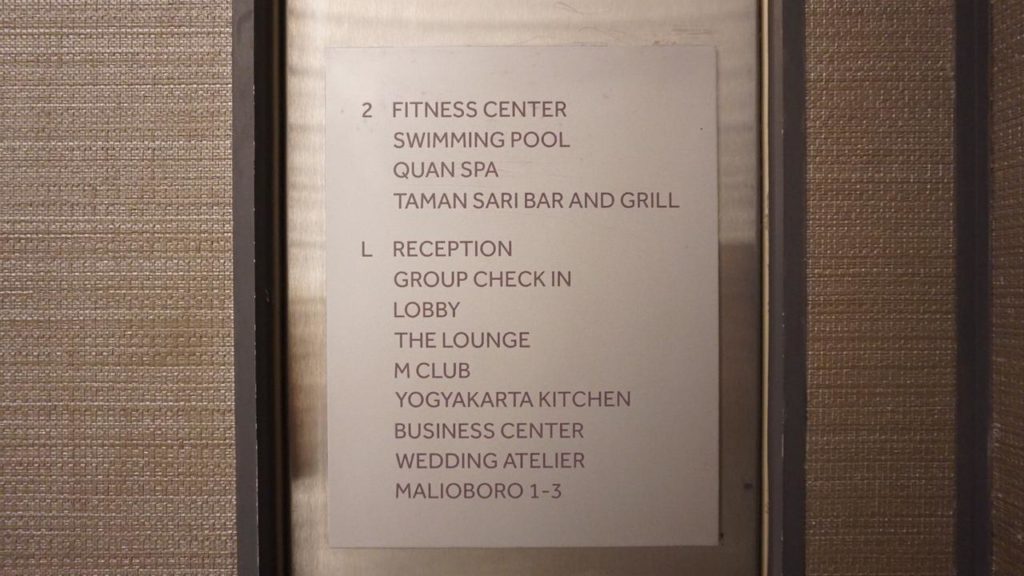 2 FITNESS CENTER
SWIMMING POOL
QUAN SPA
TAMAN SARI BAR AND GRILL
L RECEPTION
GROUP CHECK IN
LOBBY
THE LOUNGE
M CLUB
YOGYAKARTA KITCHEN
BUSINESS CENTER
WEDDING ATELIER
MALIOBORO 1-3